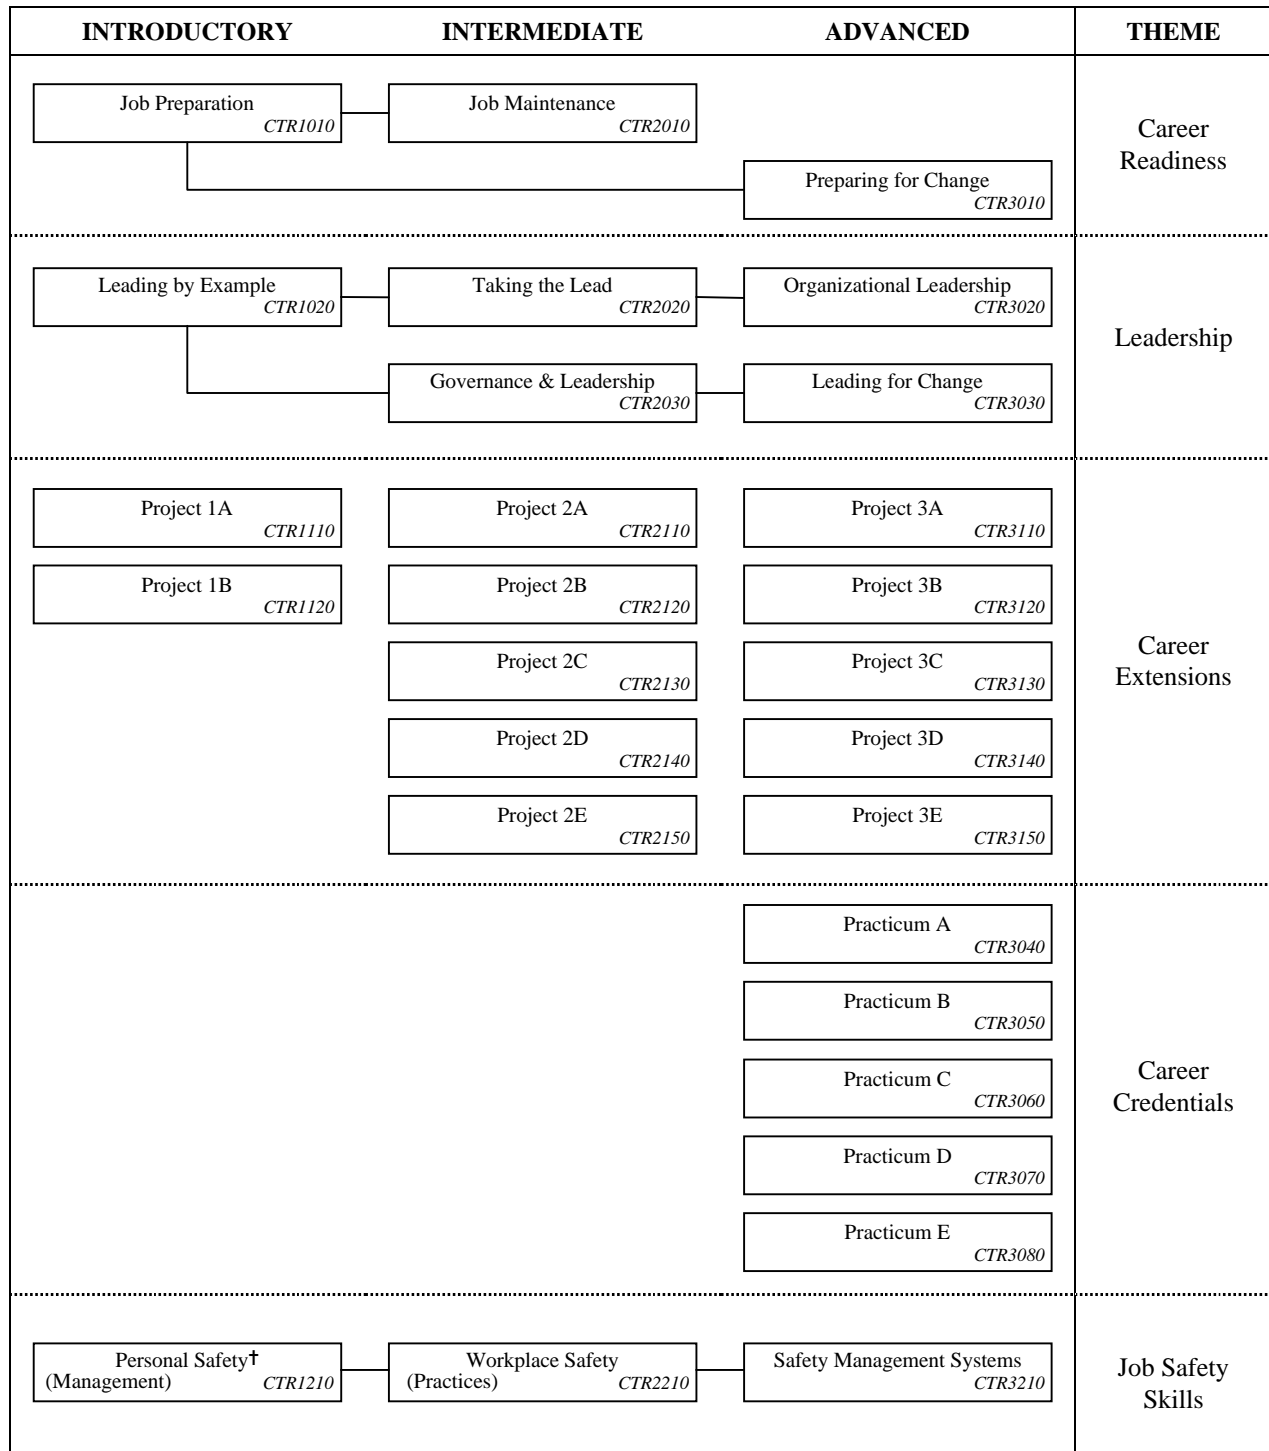 INTRODUCTORY INTERMEDIATE ADVANCED THEME
Job Preparation
CTR1010
Job Maintenance
CTR2010
Preparing for Change
CTR3010
Career
Readiness
Leading by Example
CTR1020
Taking the Lead
CTR2020
Organizational Leadership
CTR3020
Governance & Leadership
CTR2030
Leading for Change
CTR3030
Leadership
Project 1A
CTR1110
Project 2A
CTR2110
Project 3A
CTR3110
Project 1B
CTR1120
Project 2B
CTR2120
Project 3B
CTR3120
Project 2C
CTR2130
Project 3C
CTR3130
Project 2D
CTR2140
Project 3D
CTR3140
Project 2E
CTR2150
Project 3E
CTR3150
Career
Extensions
Practicum A
CTR3040
Practicum B
CTR3050
Practicum C
CTR3060
Practicum D
CTR3070
Practicum E
CTR3080
Career
Credentials
Personal Safety†
(Management) CTR1210
Workplace Safety
(Practices) CTR2210
Safety Management Systems
CTR3210
Job Safety
Skills